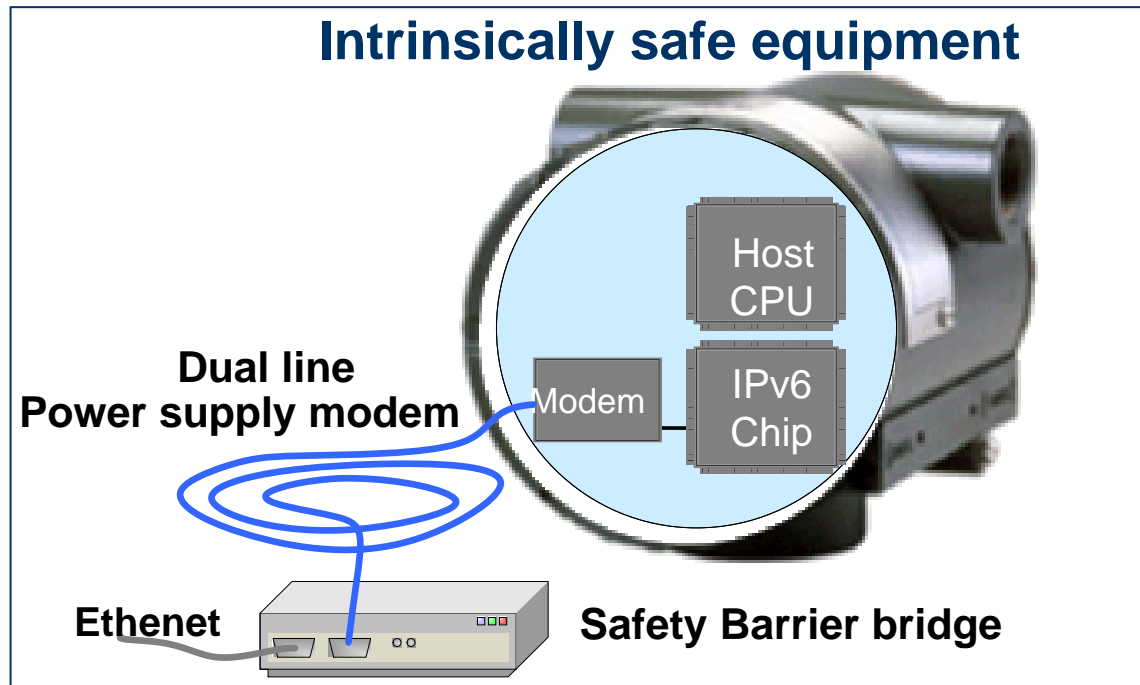 Intrinsically safe equipment
Host
CPU
Dual line
Power supply modem
Modem
IPv6
Chip
Ethenet
Safety Barrier bridge